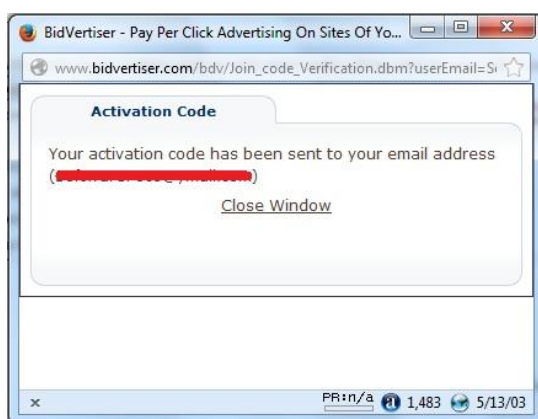 BidVertiser - Pay Per Click Advertising On Sites Of Yo...
www.bidvertiser.com/bdv/Join_code_Verification.dbm?userEmail=S
Activation Code
Your activation code has been sent to your email address
Close Window
x PR:n/a a 1,483 5/13/03